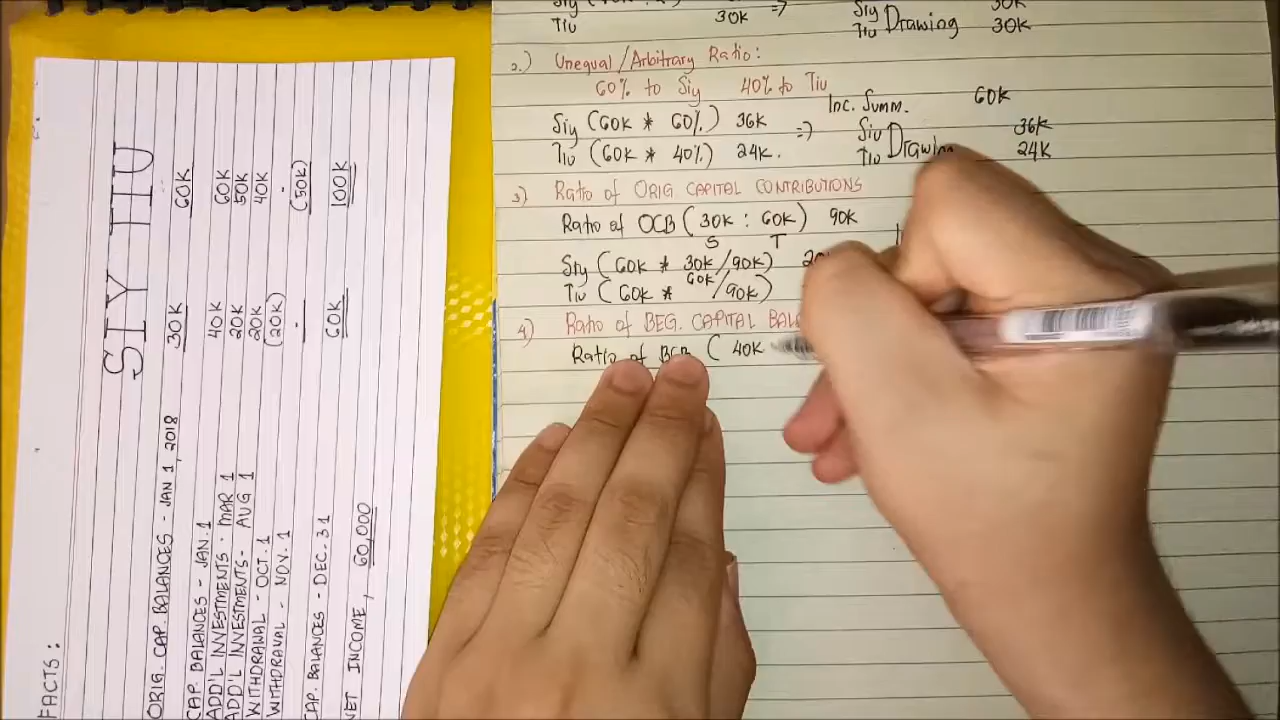 Tiu 30K =>
Siy 30K
Tiu Drawing 30K
2.) Unequal/Arbitrary Ratio:
60% to Siy 40% to Tiu
Siy (60K * 60%) 36K
Tiu (60K * 40%) 24K. =>
Inc. Summ. 60K
Siy 36K
Tiu Drawing 24K
3) Ratio of ORIG. CAPITAL CONTRIBUTIONS
Ratio of OCB (30K : 60K) 90K
S T
Siy (60K * 30K/90K)
Tiu (60K * 60K/90K)
4) Ratio of BEG. CAPITAL
Ratio of BCB ( 40K
FACTS:
SIY TIU
ORIG. CAP. BALANCES - JAN 1, 2018 30K 60K
CAP. BALANCES - JAN. 1 40K 60K
ADD'L INVESTMENTS - MAR 1 20K 50K
ADD'L INVESTMENTS - AUG 1 20K 40K
WITHDRAWAL - OCT. 1 (20K) -
WITHDRAWAL - NOV. 1 - (50K)
CAP. BALANCES - DEC. 31 60K 100K
NET INCOME, 60,000